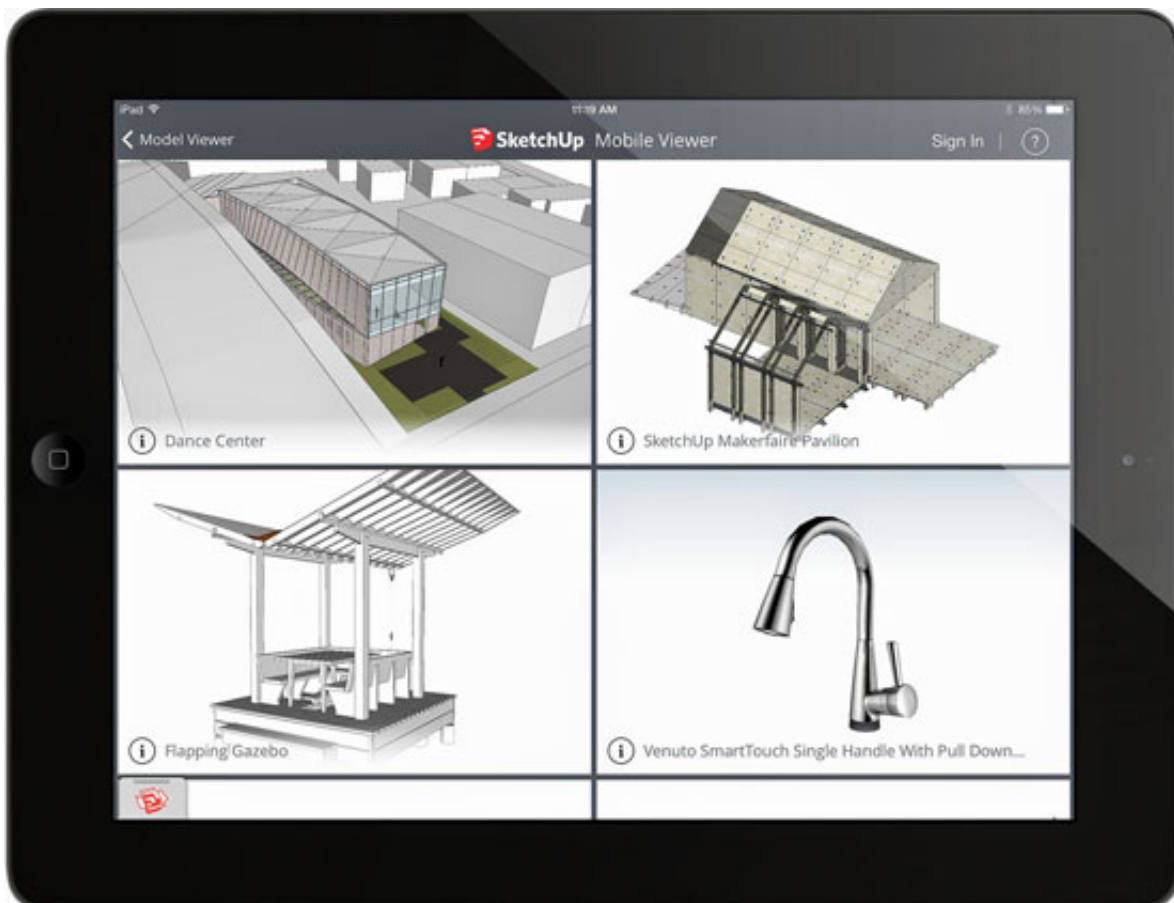 iPad 11:19 AM 85%
Model Viewer SketchUp Mobile Viewer Sign In | ?
Dance Center
SketchUp Makerfaire Pavilion
Flapping Gazebo
Venuto SmartTouch Single Handle With Pull Down...